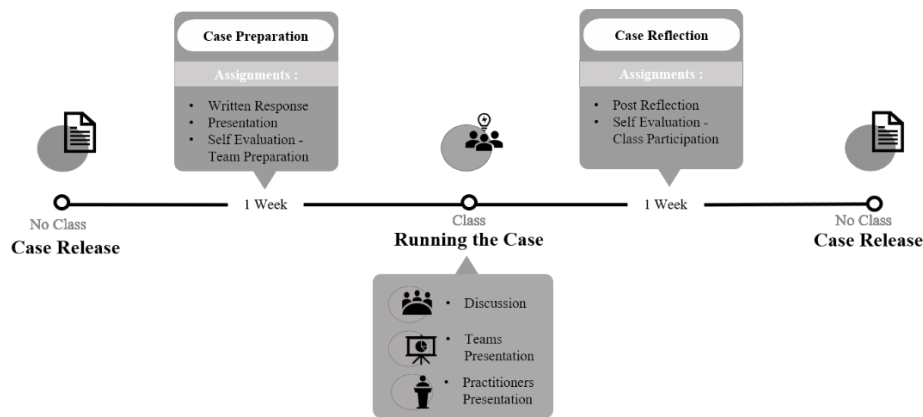 Case Preparation
Assignments :
• Written Response
• Presentation
• Self Evaluation -
Team Preparation
Case Reflection
Assignments :
• Post Reflection
• Self Evaluation -
Class Participation
1 Week
1 Week
No Class
Case Release
Class
Running the Case
No Class
Case Release
• Discussion
• Teams
Presentation
• Practitioners
Presentation